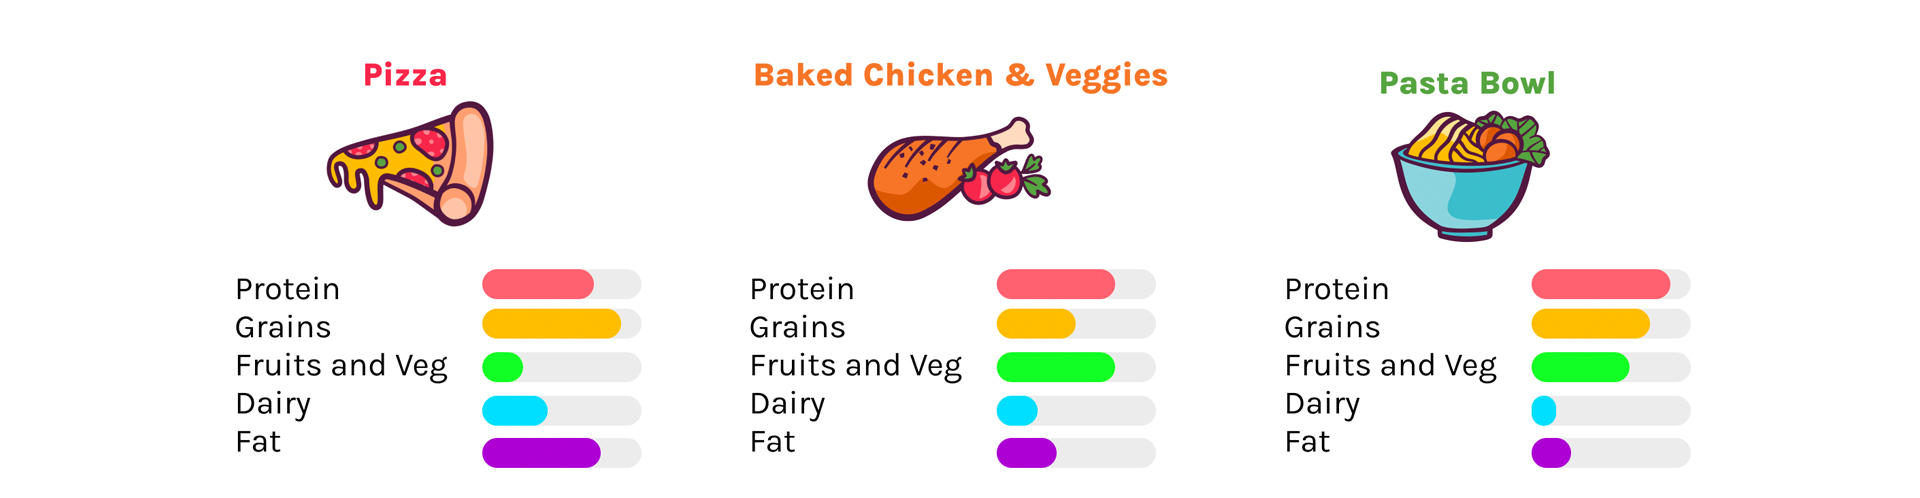 Pizza
Protein
Grains
Fruits and Veg
Dairy
Fat
Baked Chicken & Veggies
Protein
Grains
Fruits and Veg
Dairy
Fat
Pasta Bowl
Protein
Grains
Fruits and Veg
Dairy
Fat